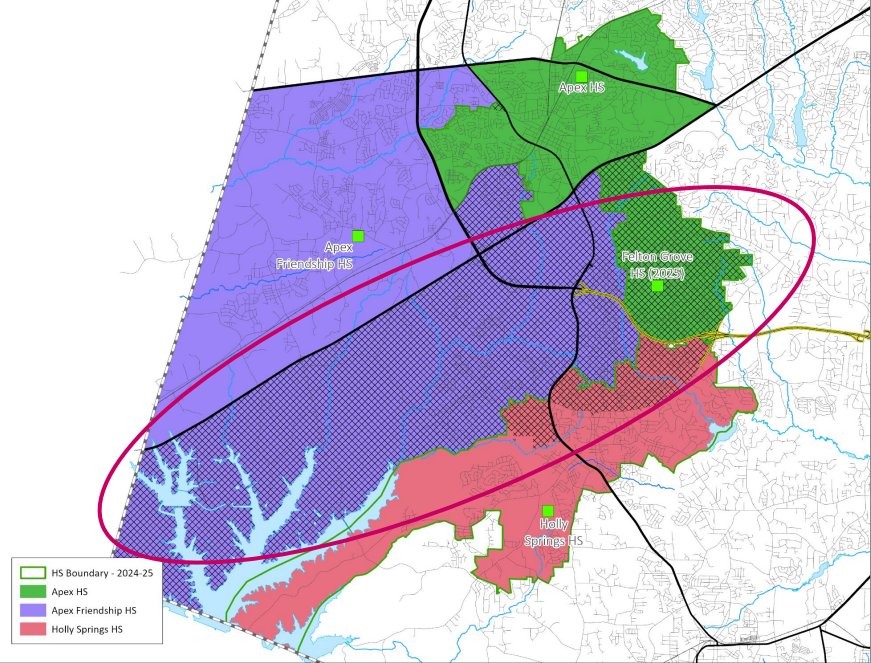 Apex HS
Apex
Friendship HS
Felton Grove
HS (2025)
Holly
Springs HS
HS Boundary - 2024-25
Apex HS
Apex Friendship HS
Holly Springs HS